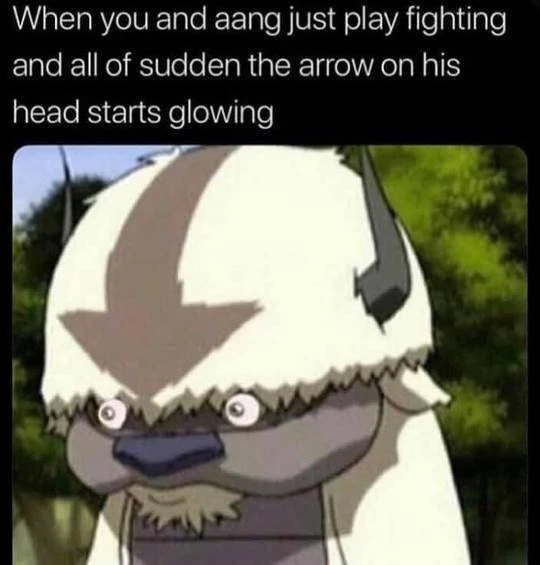 When you and aang just play fighting
and all of sudden the arrow on his
head starts glowing